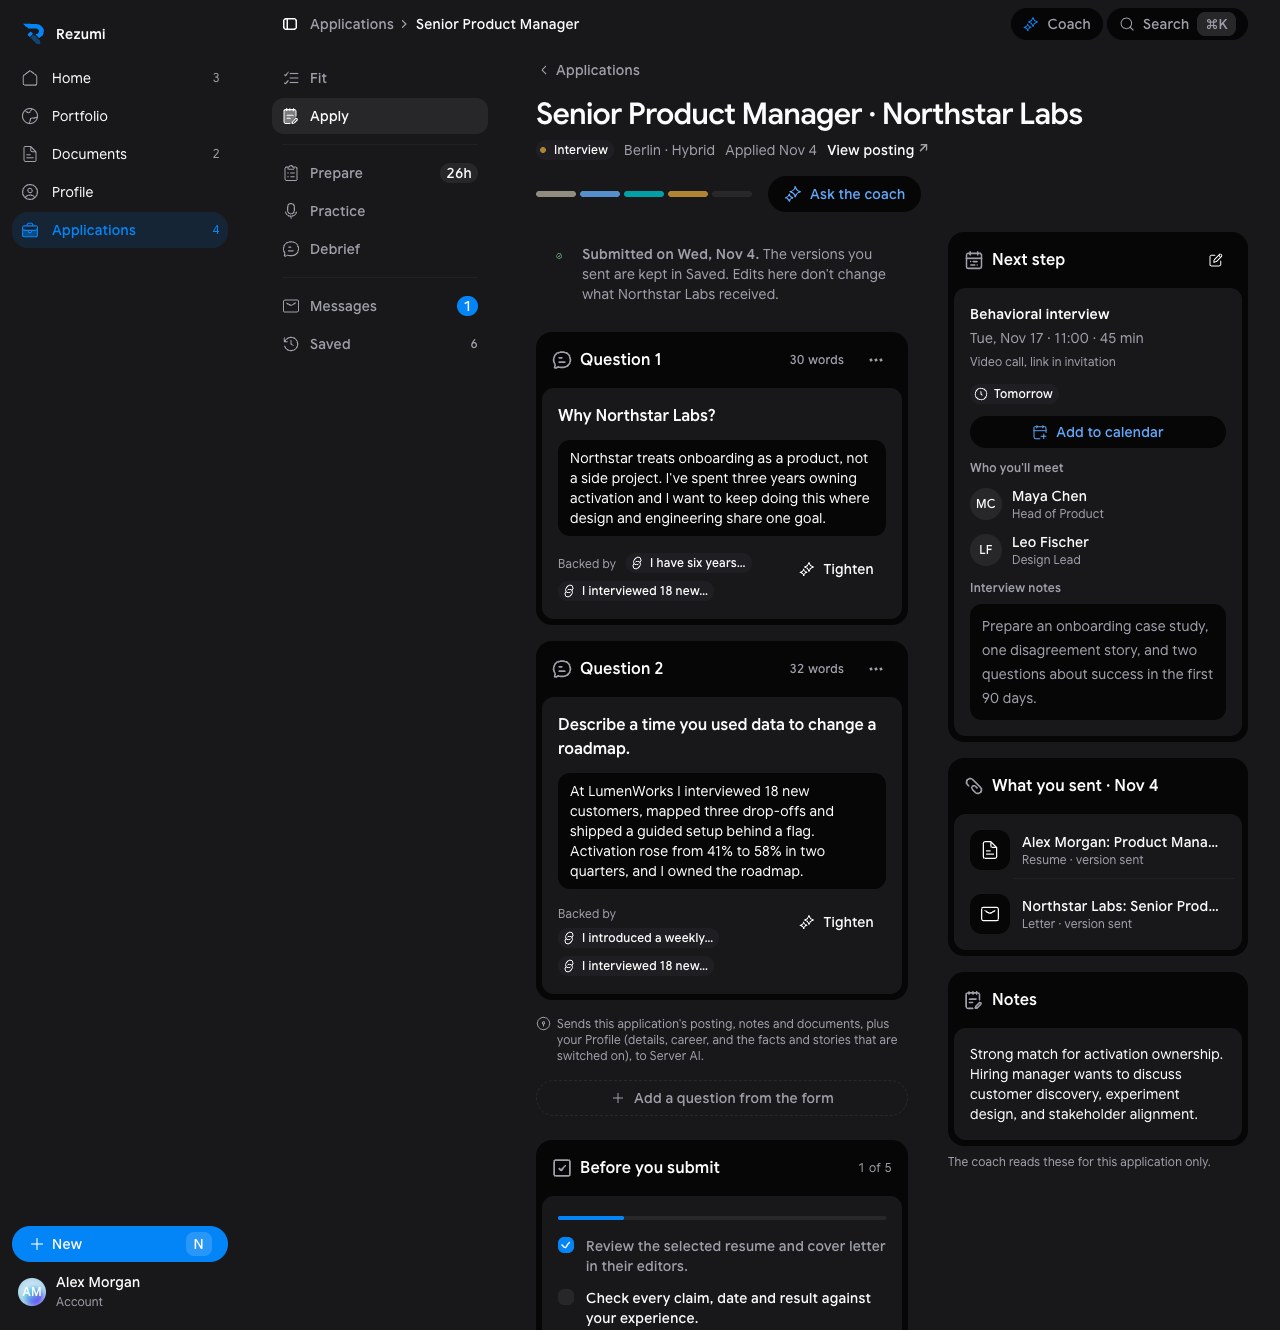 Rezumi
Home 3
Portfolio
Documents 2
Profile
Applications 4
New N
AM
Alex Morgan
Account
Applications > Senior Product Manager
Coach
Search ⌘K
Fit
Apply
Prepare 26h
Practice
Debrief
Messages 1
Saved 6
Applications
Senior Product Manager · Northstar Labs
Interview Berlin · Hybrid Applied Nov 4 View posting ↗
Ask the coach
Submitted on Wed, Nov 4. The versions you
sent are kept in Saved. Edits here don't change
what Northstar Labs received.
Question 1 30 words
Why Northstar Labs?
Northstar treats onboarding as a product, not
a side project. I've spent three years owning
activation and I want to keep doing this where
design and engineering share one goal.
Backed by I have six years...
I interviewed 18 new...
Tighten
Question 2 32 words
Describe a time you used data to change a
roadmap.
At LumenWorks I interviewed 18 new
customers, mapped three drop-offs and
shipped a guided setup behind a flag.
Activation rose from 41% to 58% in two
quarters, and I owned the roadmap.
Backed by
I introduced a weekly...
I interviewed 18 new...
Tighten
Sends this application's posting, notes and documents, plus
your Profile (details, career, and the facts and stories that are
switched on), to Server AI.
Add a question from the form
Before you submit 1 of 5
Review the selected resume and cover letter
in their editors.
Check every claim, date and result against
your experience.
Next step
Behavioral interview
Tue, Nov 17 · 11:00 · 45 min
Video call, link in invitation
Tomorrow
Add to calendar
Who you'll meet
MC
Maya Chen
Head of Product
LF
Leo Fischer
Design Lead
Interview notes
Prepare an onboarding case study,
one disagreement story, and two
questions about success in the first
90 days.
What you sent · Nov 4
Alex Morgan: Product Mana...
Resume · version sent
Northstar Labs: Senior Prod...
Letter · version sent
Notes
Strong match for activation ownership.
Hiring manager wants to discuss
customer discovery, experiment
design, and stakeholder alignment.
The coach reads these for this application only.